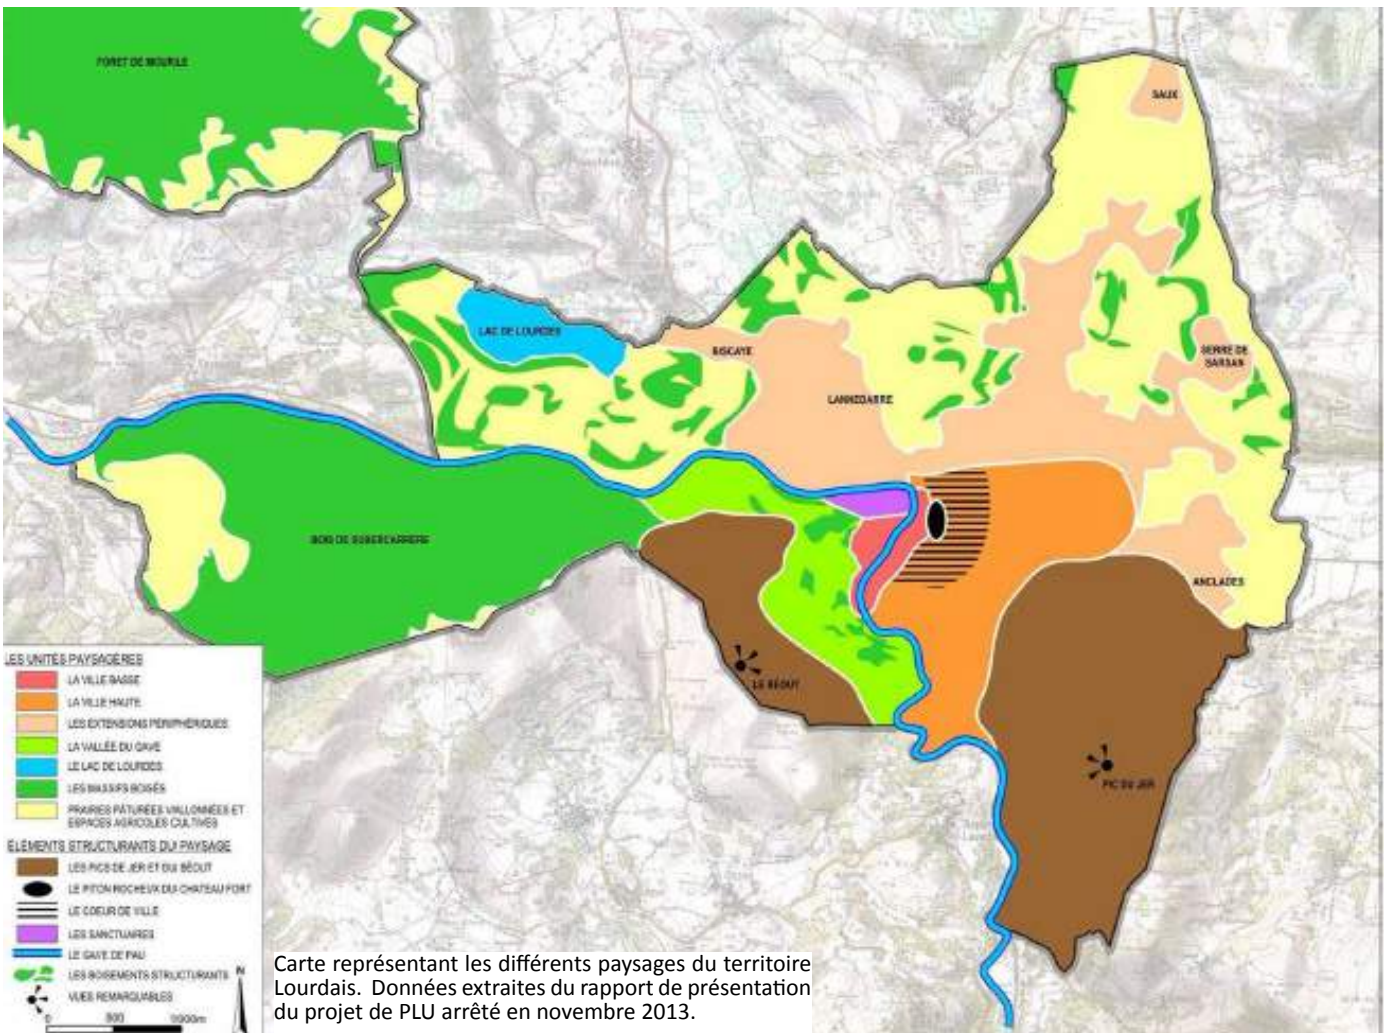 FORET DE MOURLE
SAUX
LAC DE LOURDES
BISCAYE
SERRE DE
SARSAN
LANNEDARRE
BOIS DE SUBERCARRÈRE
ANCLADES
LE BÉOUT
PIC DU JER
LES UNITÉS PAYSAGÈRES
LA VILLE BASSE
LA VILLE HAUTE
LES EXTENSIONS PÉRIPHÉRIQUES
LA VALLÉE DU GAVE
LE LAC DE LOURDES
LES MASSIFS BOISÉS
PRAIRIES PÂTURÉES VALLONNÉES ET
ESPACES AGRICOLES CULTIVÉS
ELÉMENTS STRUCTURANTS DU PAYSAGE
LES PICS DE JER ET DU BÉOUT
LE PITON ROCHEUX DU CHATEAU FORT
LE COEUR DE VILLE
LES SANCTUAIRES
LE GAVE DE PAU
LES BOISEMENTS STRUCTURANTS
N
VUES REMARQUABLES
0 500 1000m
Carte représentant les différents paysages du territoire
Lourdais. Données extraites du rapport de présentation
du projet de PLU arrêté en novembre 2013.